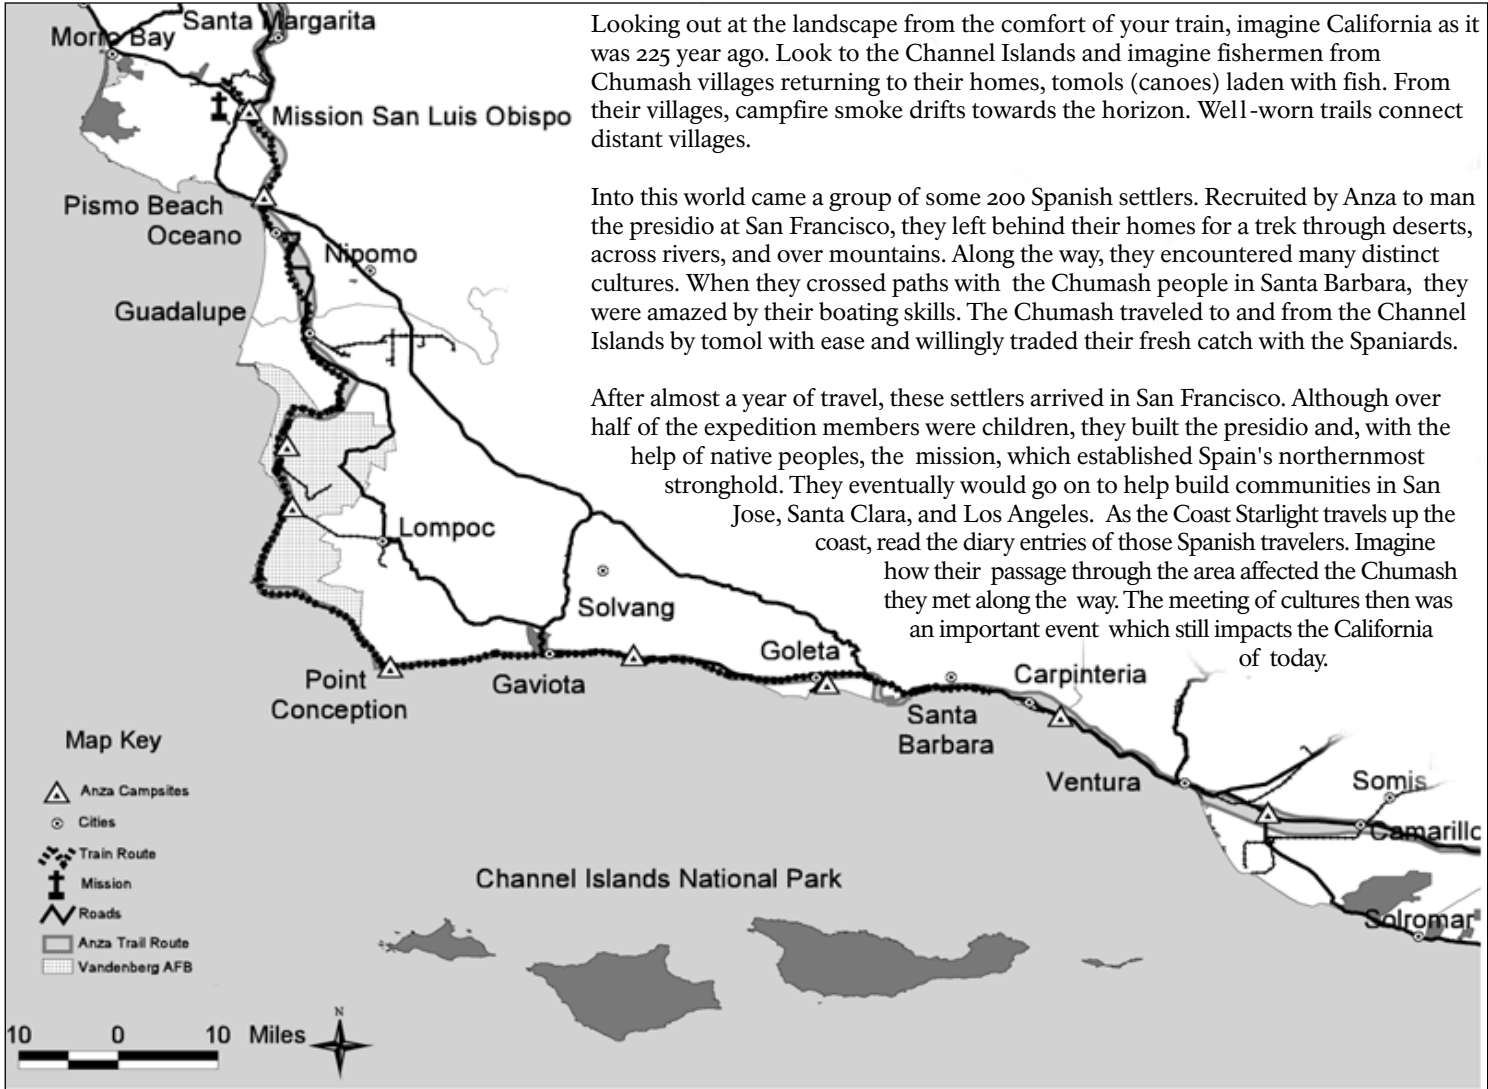 Looking out at the landscape from the comfort of your train, imagine California as it
was 225 year ago. Look to the Channel Islands and imagine fishermen from
Chumash villages returning to their homes, tomols (canoes) laden with fish. From
their villages, campfire smoke drifts towards the horizon. Well-worn trails connect
distant villages.
Into this world came a group of some 200 Spanish settlers. Recruited by Anza to man
the presidio at San Francisco, they left behind their homes for a trek through deserts,
across rivers, and over mountains. Along the way, they encountered many distinct
cultures. When they crossed paths with the Chumash people in Santa Barbara, they
were amazed by their boating skills. The Chumash traveled to and from the Channel
Islands by tomol with ease and willingly traded their fresh catch with the Spaniards.
After almost a year of travel, these settlers arrived in San Francisco. Although over
half of the expedition members were children, they built the presidio and, with the
help of native peoples, the mission, which established Spain's northernmost
stronghold. They eventually would go on to help build communities in San
Jose, Santa Clara, and Los Angeles. As the Coast Starlight travels up the
coast, read the diary entries of those Spanish travelers. Imagine
how their passage through the area affected the Chumash
they met along the way. The meeting of cultures then was
an important event which still impacts the California
of today.
Santa Margarita
Morro Bay
Mission San Luis Obispo
Pismo Beach
Oceano
Nipomo
Guadalupe
Lompoc
Solvang
Goleta
Point
Conception
Gaviota
Carpinteria
Santa
Barbara
Ventura
Somis
Camarillo
Solromar
Channel Islands National Park
Map Key
Anza Campsites
Cities
Train Route
Mission
Roads
Anza Trail Route
Vandenberg AFB
10 0 10 Miles
N